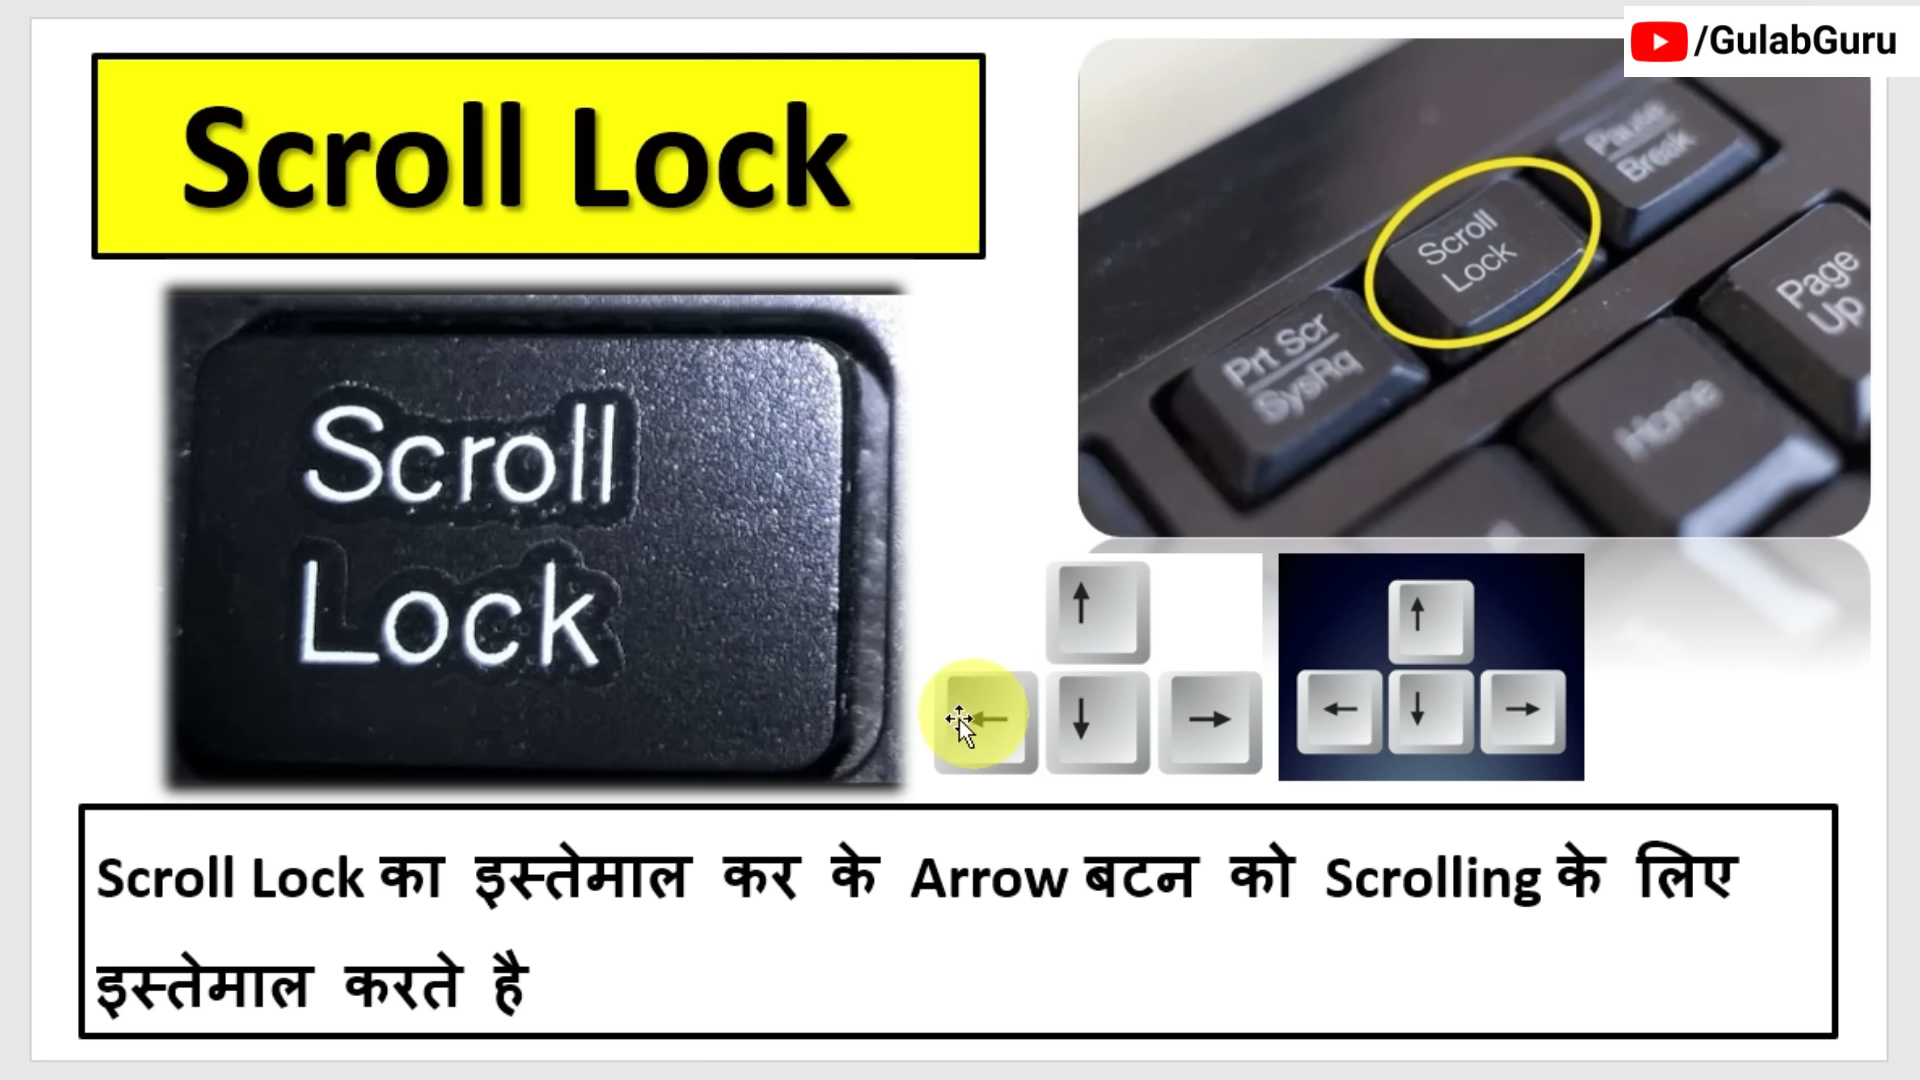 /GulabGuru
Scroll Lock
Pause
Break
Scroll
Lock
Prt Scr
SysRq
Page
Up
Home
Scroll
Lock
Scroll Lock का इस्तेमाल कर के Arrow बटन को Scrolling के लिए
इस्तेमाल करते है